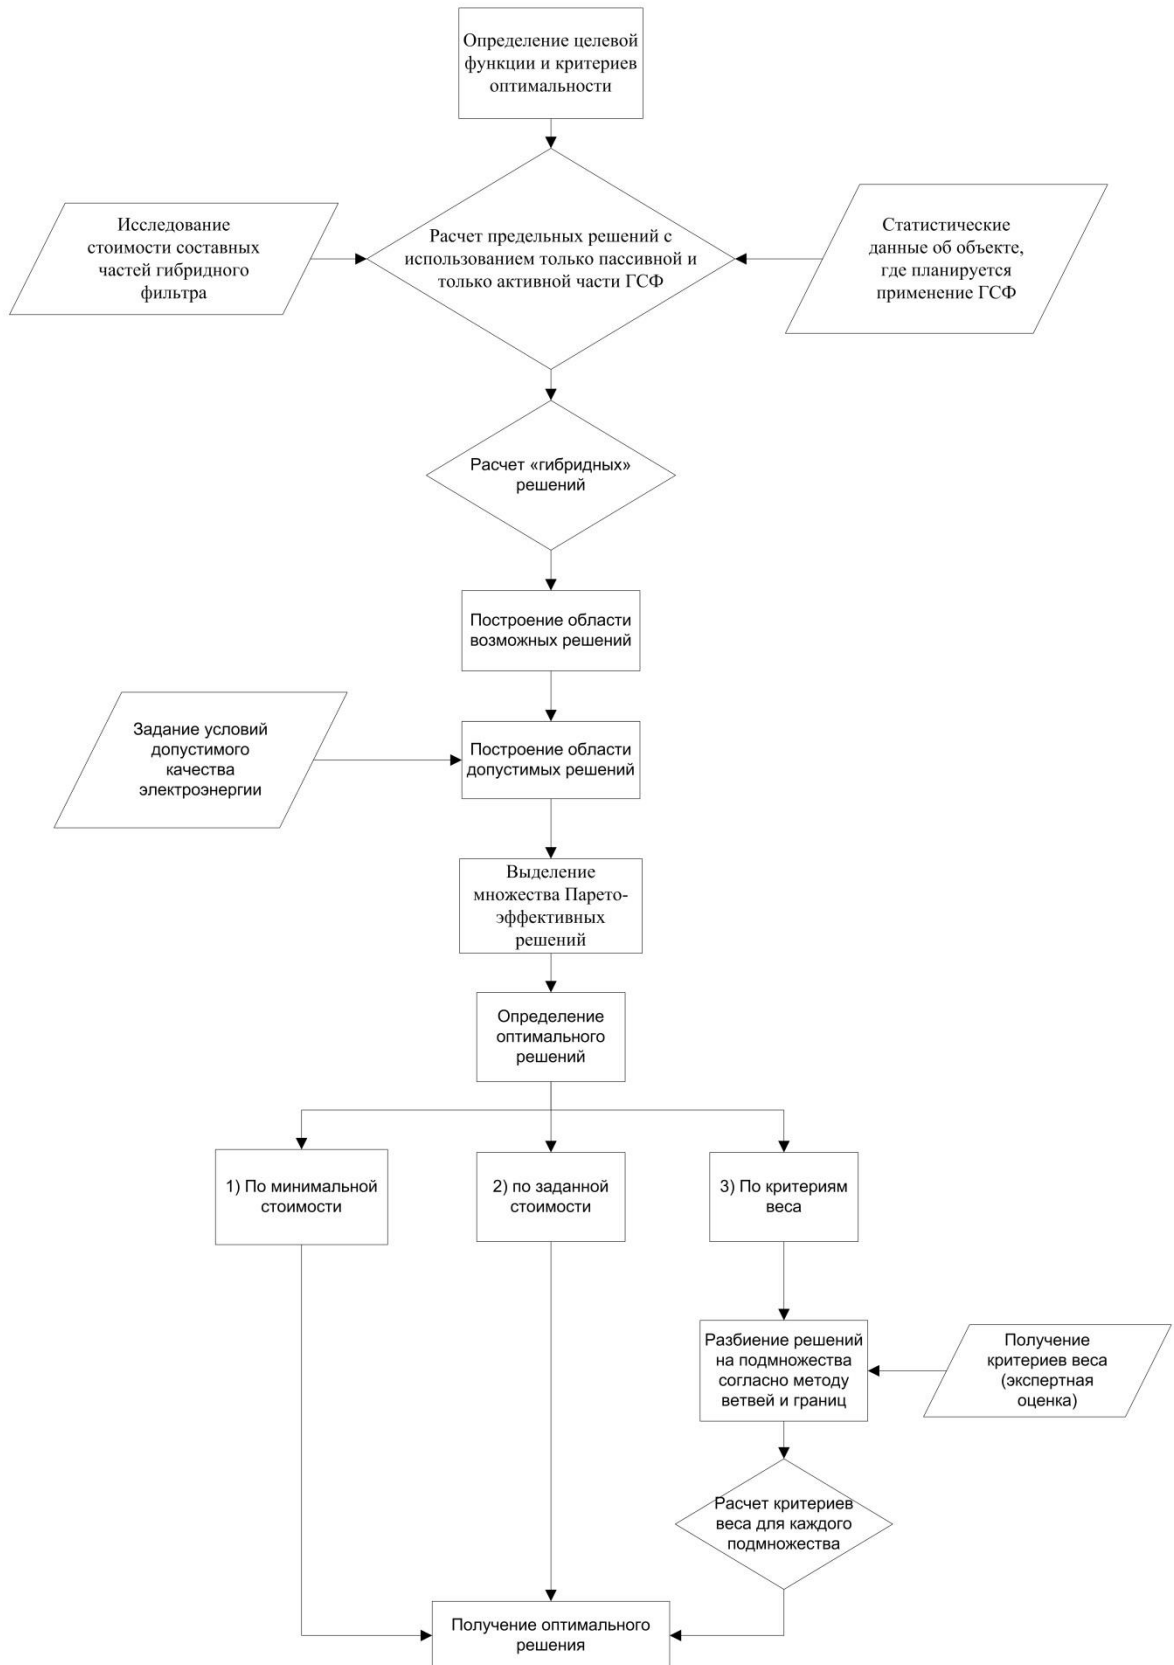 Определение целевой
функции и критериев
оптимальности
Исследование
стоимости составных
частей гибридного
фильтра
Расчет предельных решений с
использованием только пассивной и
только активной части ГСФ
Статистические
данные об объекте,
где планируется
применение ГСФ
Расчет «гибридных»
решений
Построение области
возможных решений
Задание условий
допустимого
качества
электроэнергии
Построение области
допустимых решений
Выделение
множества Парето-
эффективных
решений
Определение
оптимального
решений
1) По минимальной
стоимости
2) по заданной
стоимости
3) По критериям
веса
Разбиение решений
на подмножества
согласно методу
ветвей и границ
Получение
критериев веса
(экспертная
оценка)
Расчет критериев
веса для каждого
подмножества
Получение оптимального
решения